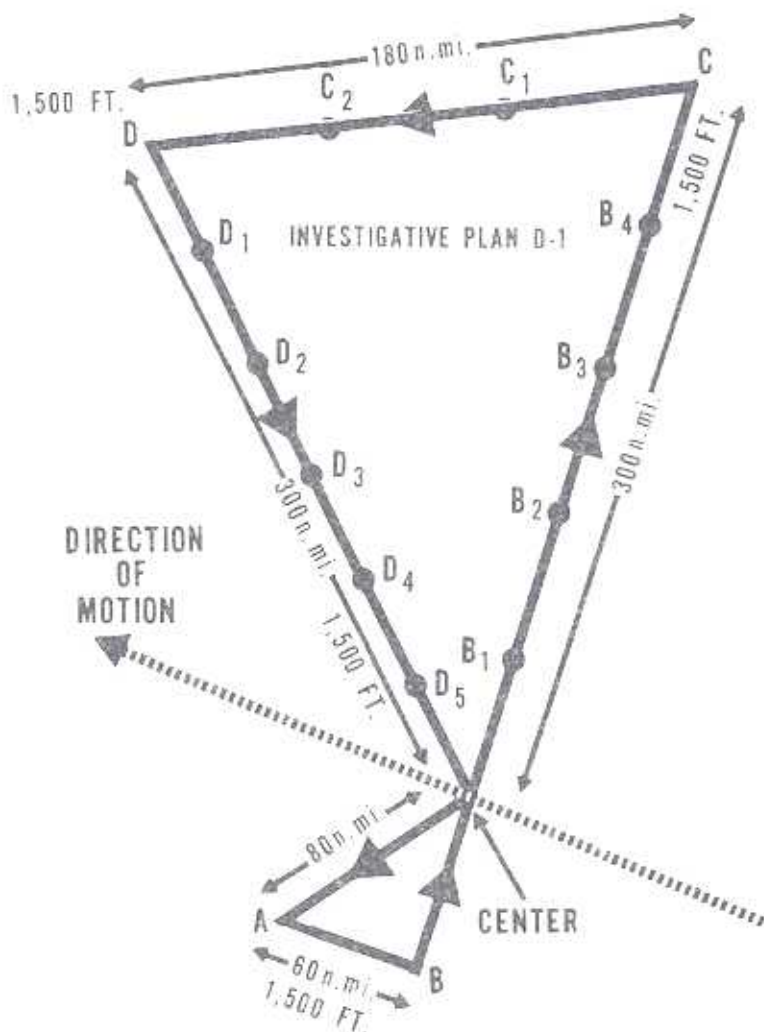 180 n.mi.
C
1,500 FT.
C2
C1
D
1,500 FT.
B4
D1
INVESTIGATIVE PLAN D-1
D2
B3
D3
300 n.mi.
300 n.mi.
B2
DIRECTION
OF
MOTION
D4
1,500 FT.
B1
D5
80 n.mi.
A
CENTER
B
60 n.mi.
1,500 FT